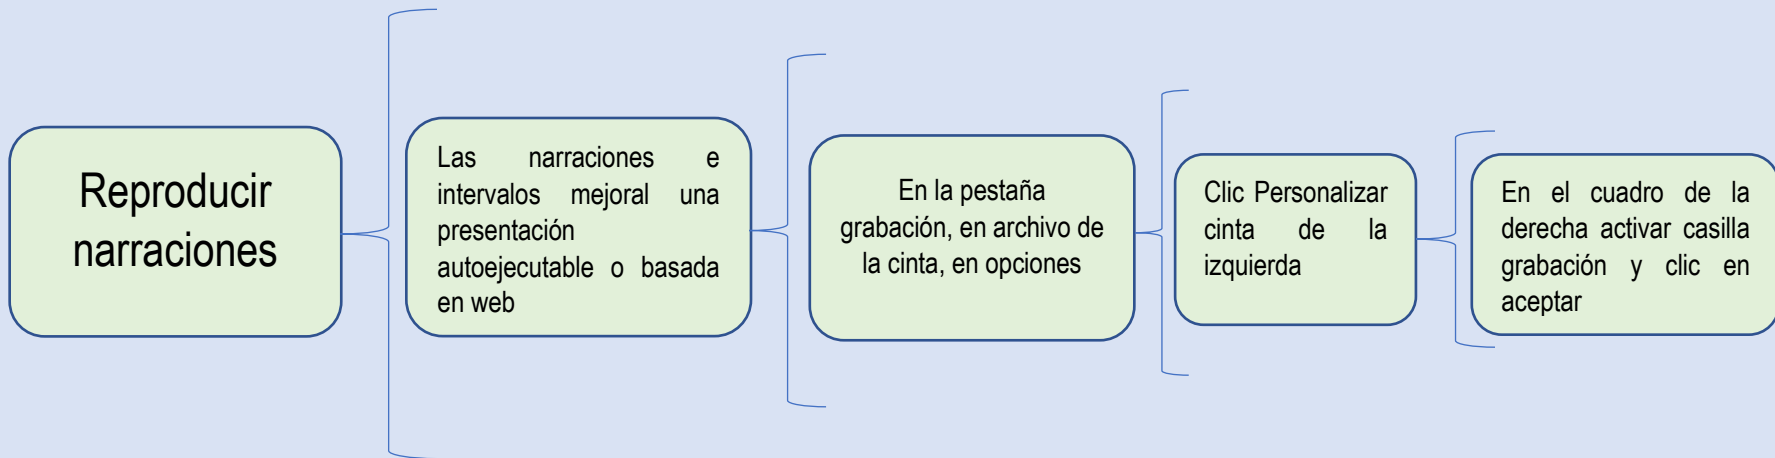 Reproducir
narraciones
Las narraciones e
intervalos mejoral una
presentación
autoejecutable o basada
en web
En la pestaña
grabación, en archivo de
la cinta, en opciones
Clic Personalizar
cinta de la
izquierda
En el cuadro de la
derecha activar casilla
grabación y clic en
aceptar